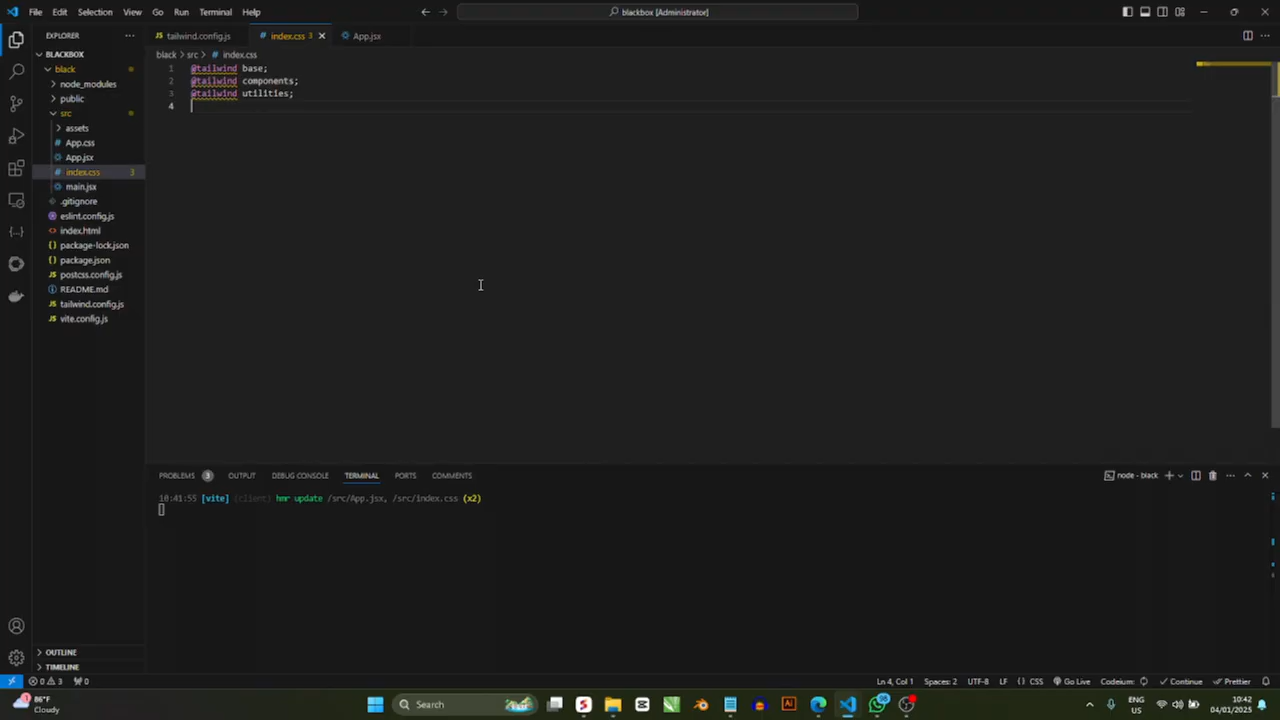 File Edit Selection View Go Run Terminal Help
blackbox [Administrator]
EXPLORER
BLACKBOX
black
node_modules
public
src
assets
App.css
App.jsx
index.css 3
main.jsx
.gitignore
eslint.config.js
index.html
package-lock.json
package.json
postcss.config.js
README.md
tailwind.config.js
vite.config.js
OUTLINE
TIMELINE
tailwind.config.js index.css 3 App.jsx
black > src > index.css
1 @tailwind base;
2 @tailwind components;
3 @tailwind utilities;
4
PROBLEMS 3 OUTPUT DEBUG CONSOLE TERMINAL PORTS COMMENTS
node - black
10:41:55 [vite] (client) hmr update /src/App.jsx, /src/index.css (x2)
0 3 0
Ln 4, Col 1 Spaces: 2 UTF-8 LF {} CSS Go Live Codeium: Continue Prettier
86°F
Cloudy
Search
ENG
US
10:42
04/03/2025